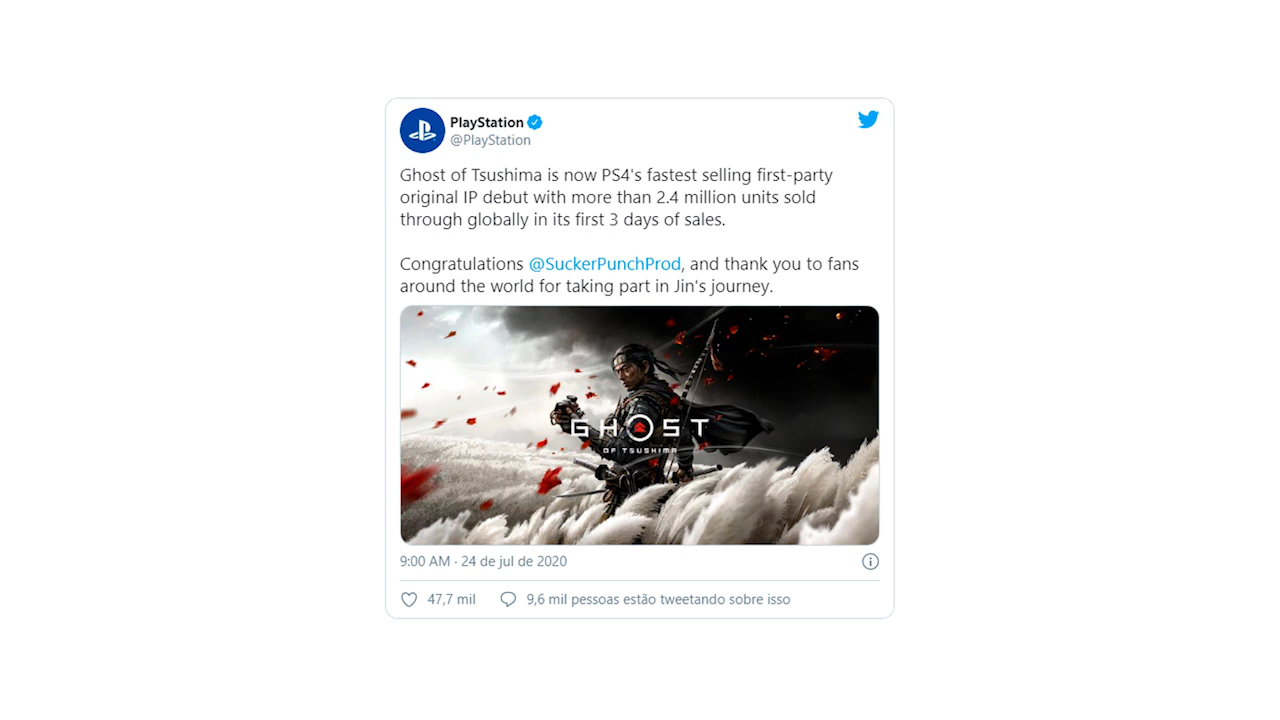 PlayStation
@PlayStation
Ghost of Tsushima is now PS4's fastest selling first-party
original IP debut with more than 2.4 million units sold
through globally in its first 3 days of sales.
Congratulations @SuckerPunchProd, and thank you to fans
around the world for taking part in Jin's journey.
GHOST
OF TSUSHIMA
9:00 AM · 24 de jul de 2020
47,7 mil
9,6 mil pessoas estão tweetando sobre isso